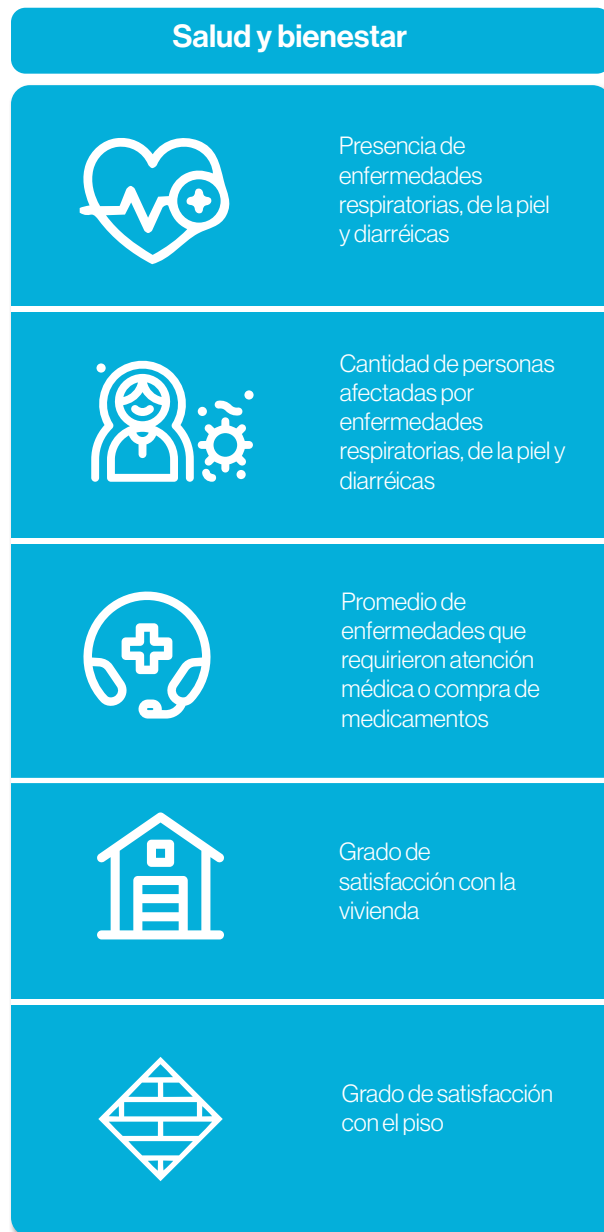 Salud y bienestar
Presencia de
enfermedades
respiratorias, de la piel
y diarréicas
Cantidad de personas
afectadas por
enfermedades
respiratorias, de la piel y
diarréicas
Promedio de
enfermedades que
requirieron atención
médica o compra de
medicamentos
Grado de
satisfacción con la
vivienda
Grado de satisfacción
con el piso